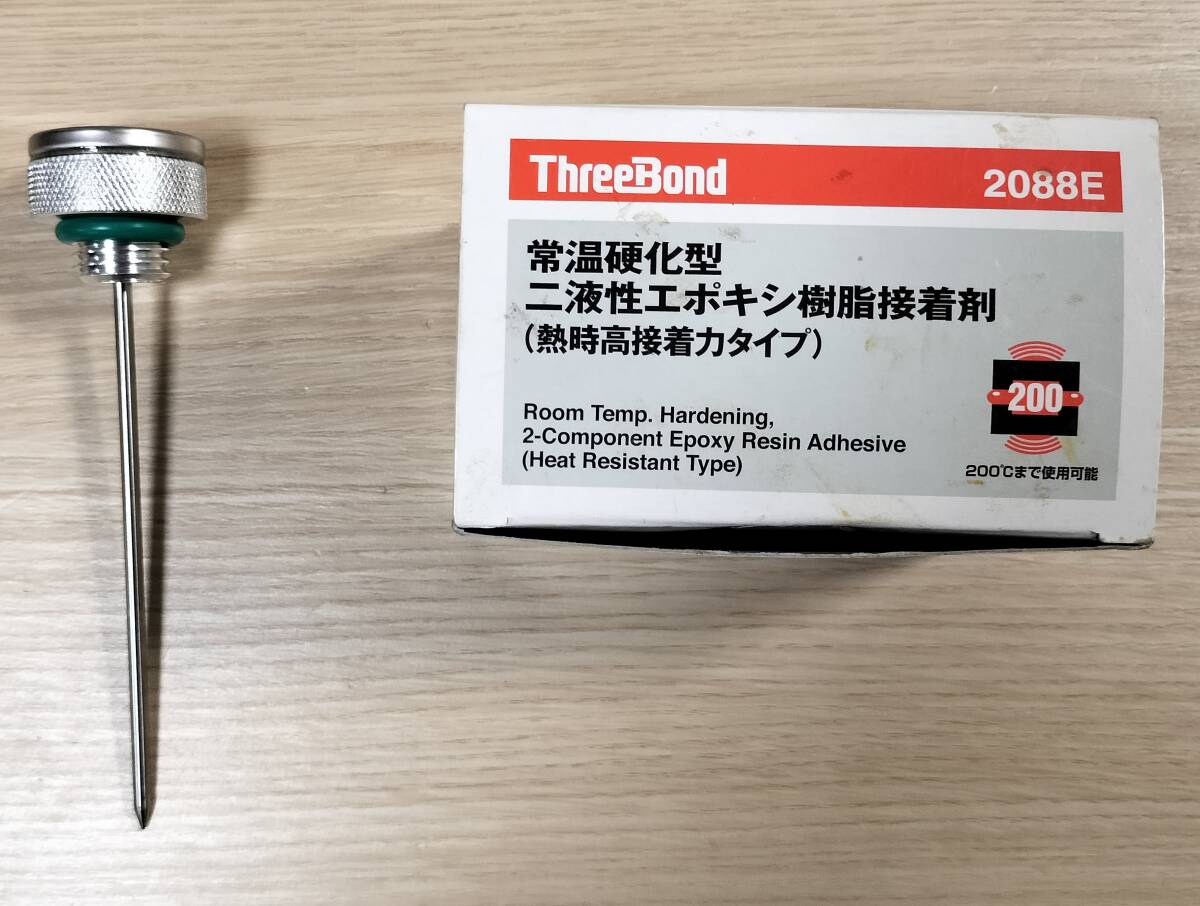 ThreeBond
2088E
常温硬化型
二液性エポキシ樹脂接着剤
(熱時高接着力タイプ)
Room Temp. Hardening,
2-Component Epoxy Resin Adhesive
(Heat Resistant Type)
200
200℃まで使用可能